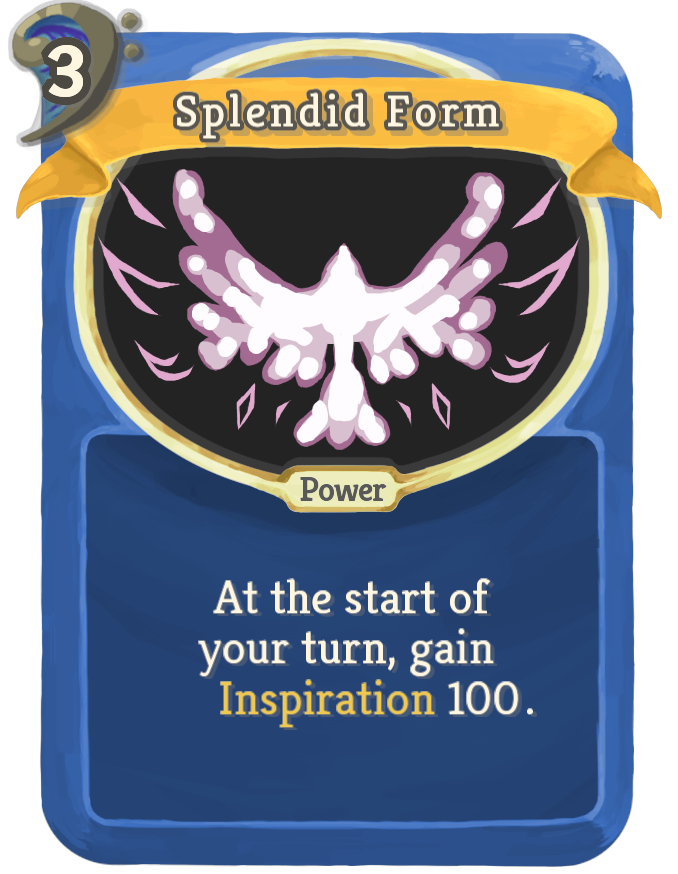 3
Splendid Form
Power
At the start of
your turn, gain
Inspiration 100.